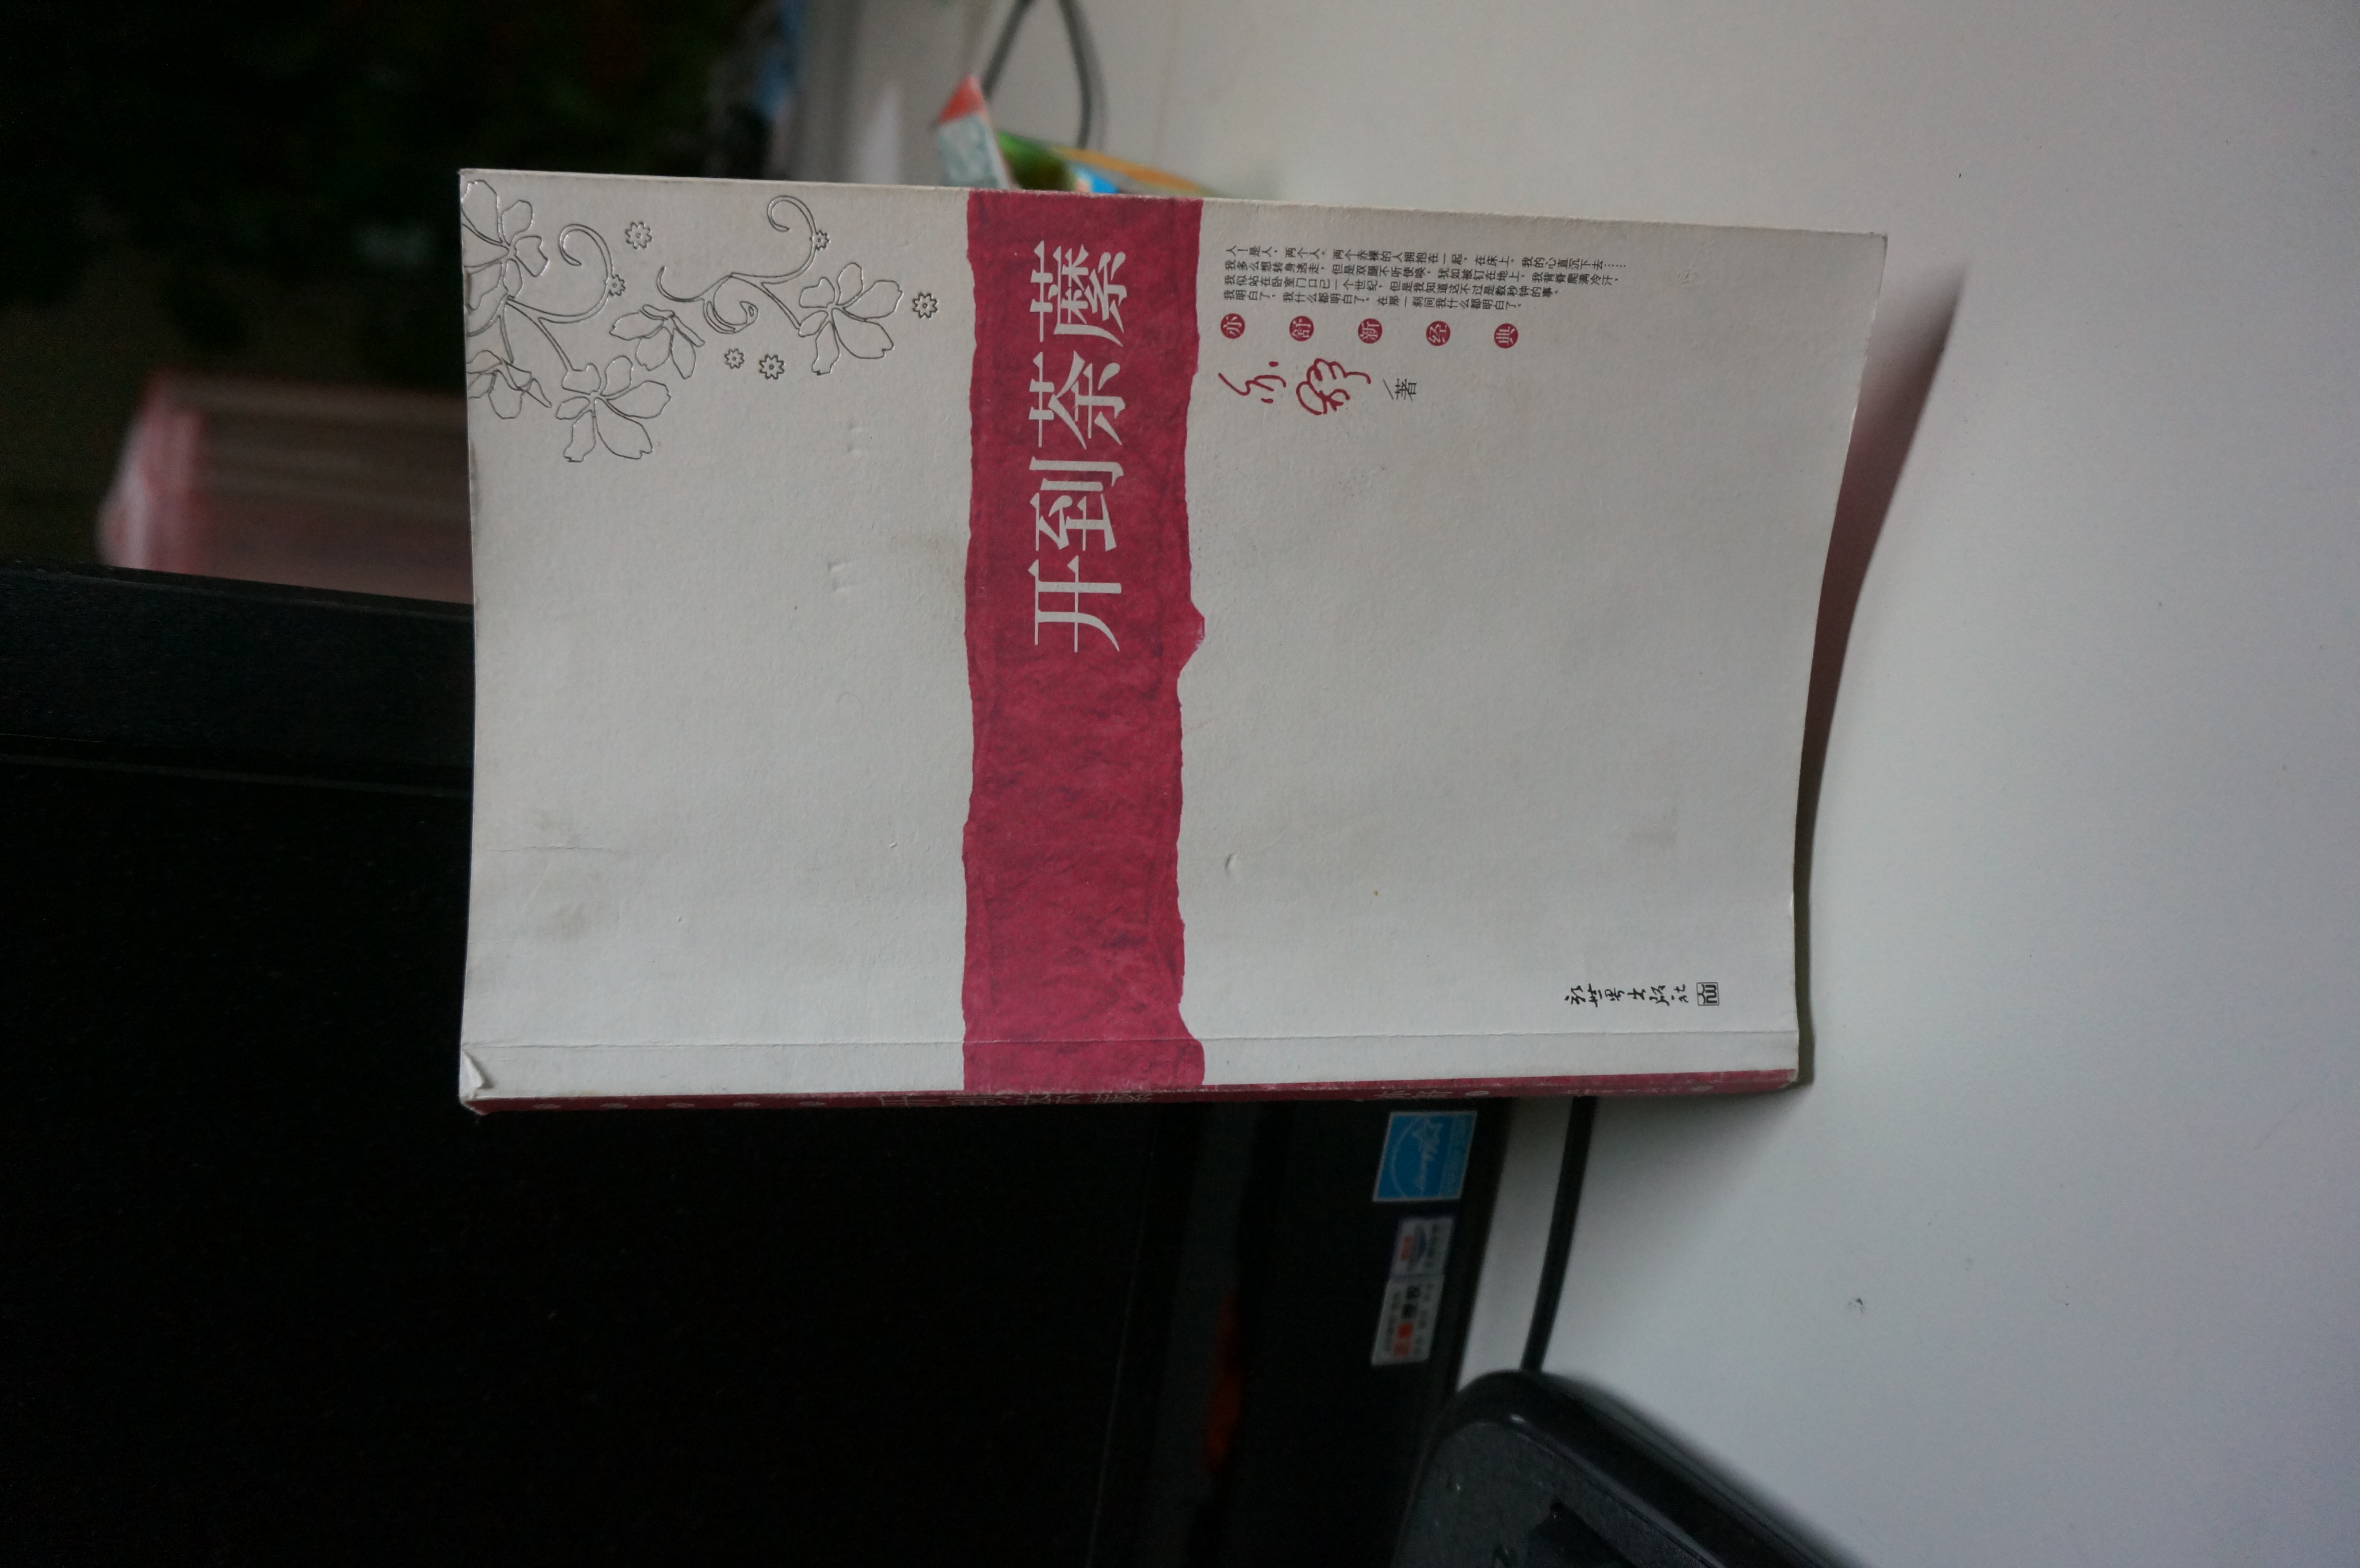 开到荼蘼
人！是人，两个人。两个赤裸的人拥抱在一起，在床上，我的心直沉下去……
我多么想转身逃走，但是双腿不听使唤，犹如被钉在地上，我背脊爬满冷汗，
我似站在卧室门口已一个世纪，但是我知道这不过是数秒钟的事。
我明白了，我什么都明白了，在那一刹间我什么都明白了。
亦舒新经典
亦舒/著
新世界出版社